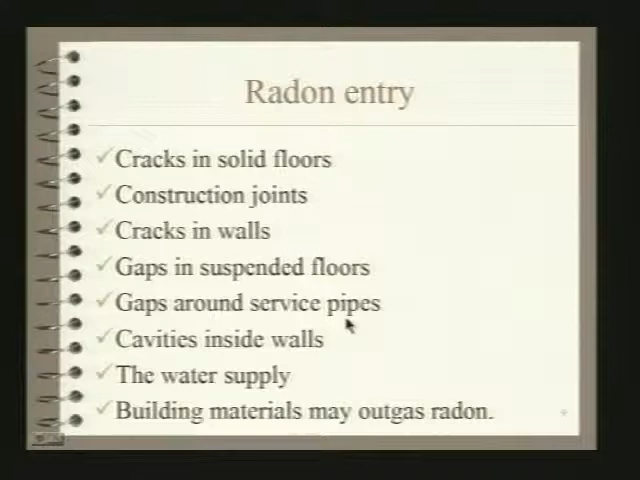 Radon entry
Cracks in solid floors
Construction joints
Cracks in walls
Gaps in suspended floors
Gaps around service pipes
Cavities inside walls
The water supply
Building materials may outgas radon.